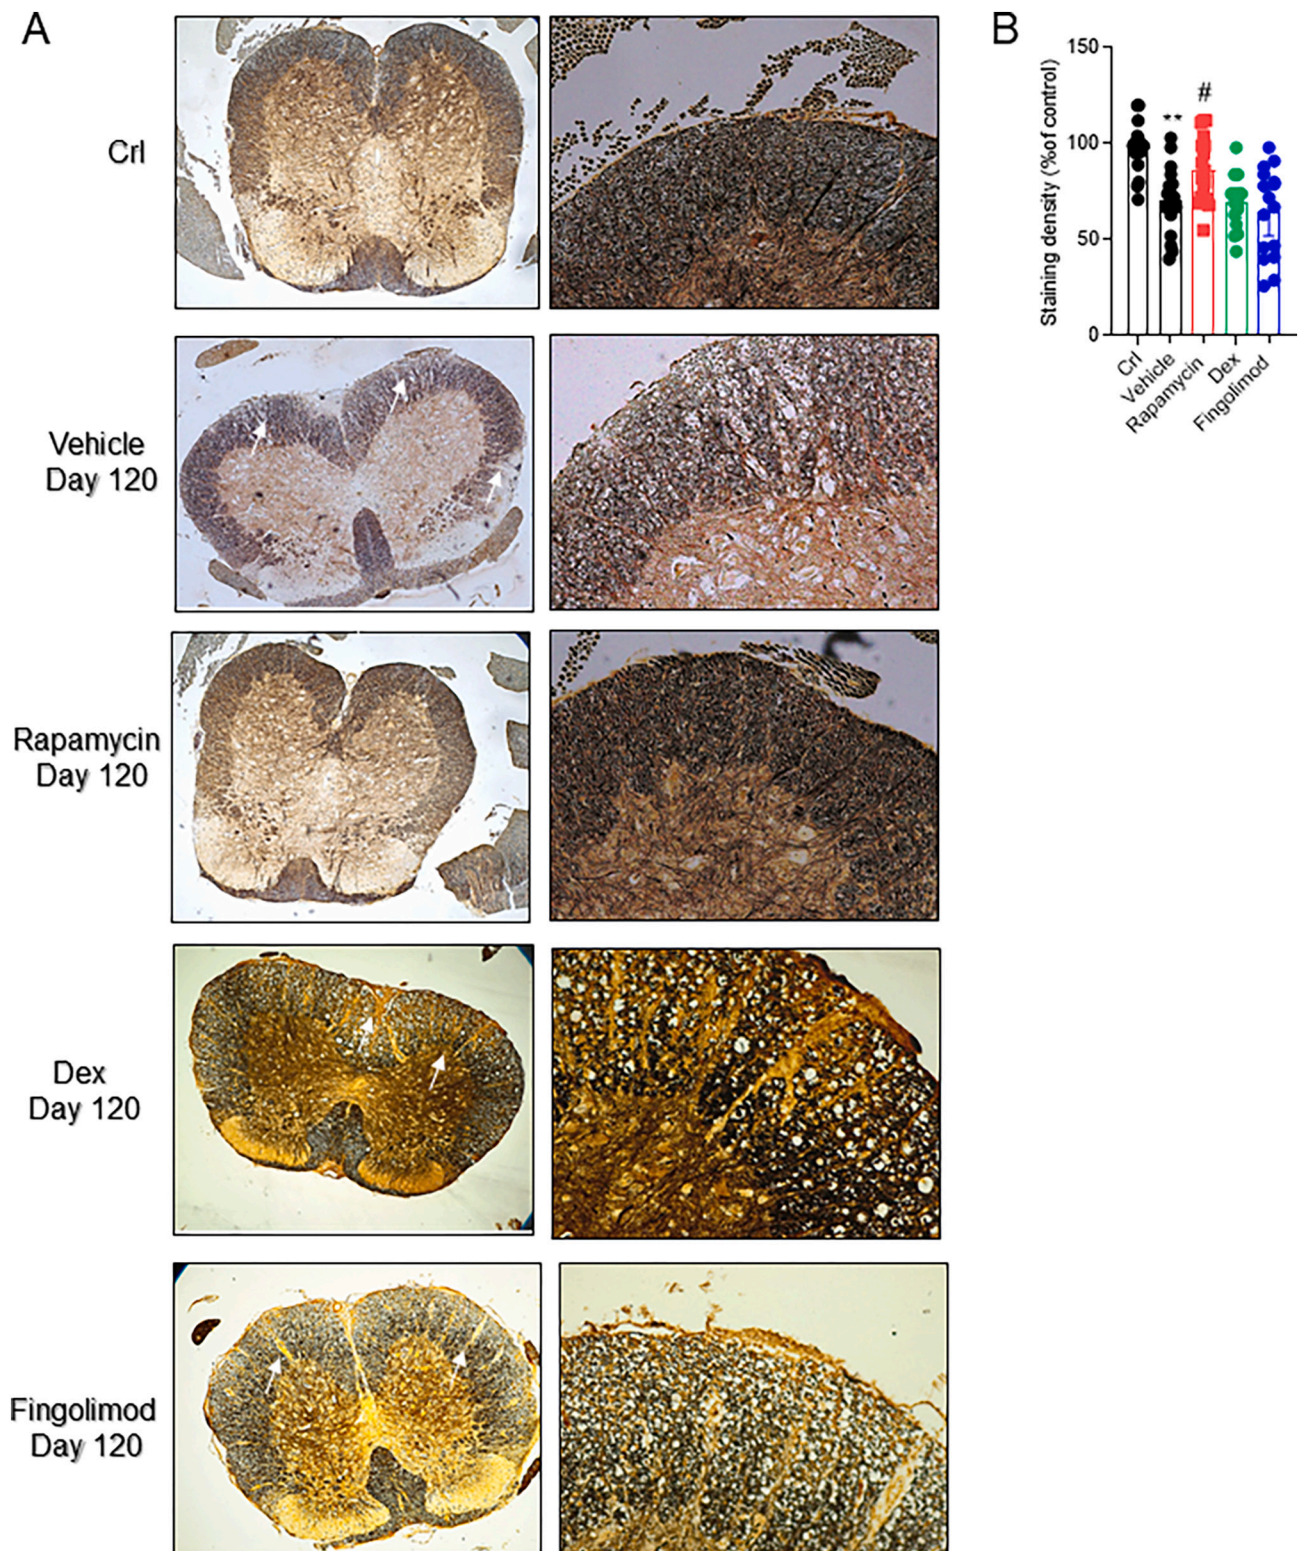 A
Crl
Vehicle
Day 120
Rapamycin
Day 120
Dex
Day 120
Fingolimod
Day 120
B
Staining density (%of control)
150
100
50
0
**
#
Crl
Vehicle
Rapamycin
Dex
Fingolimod